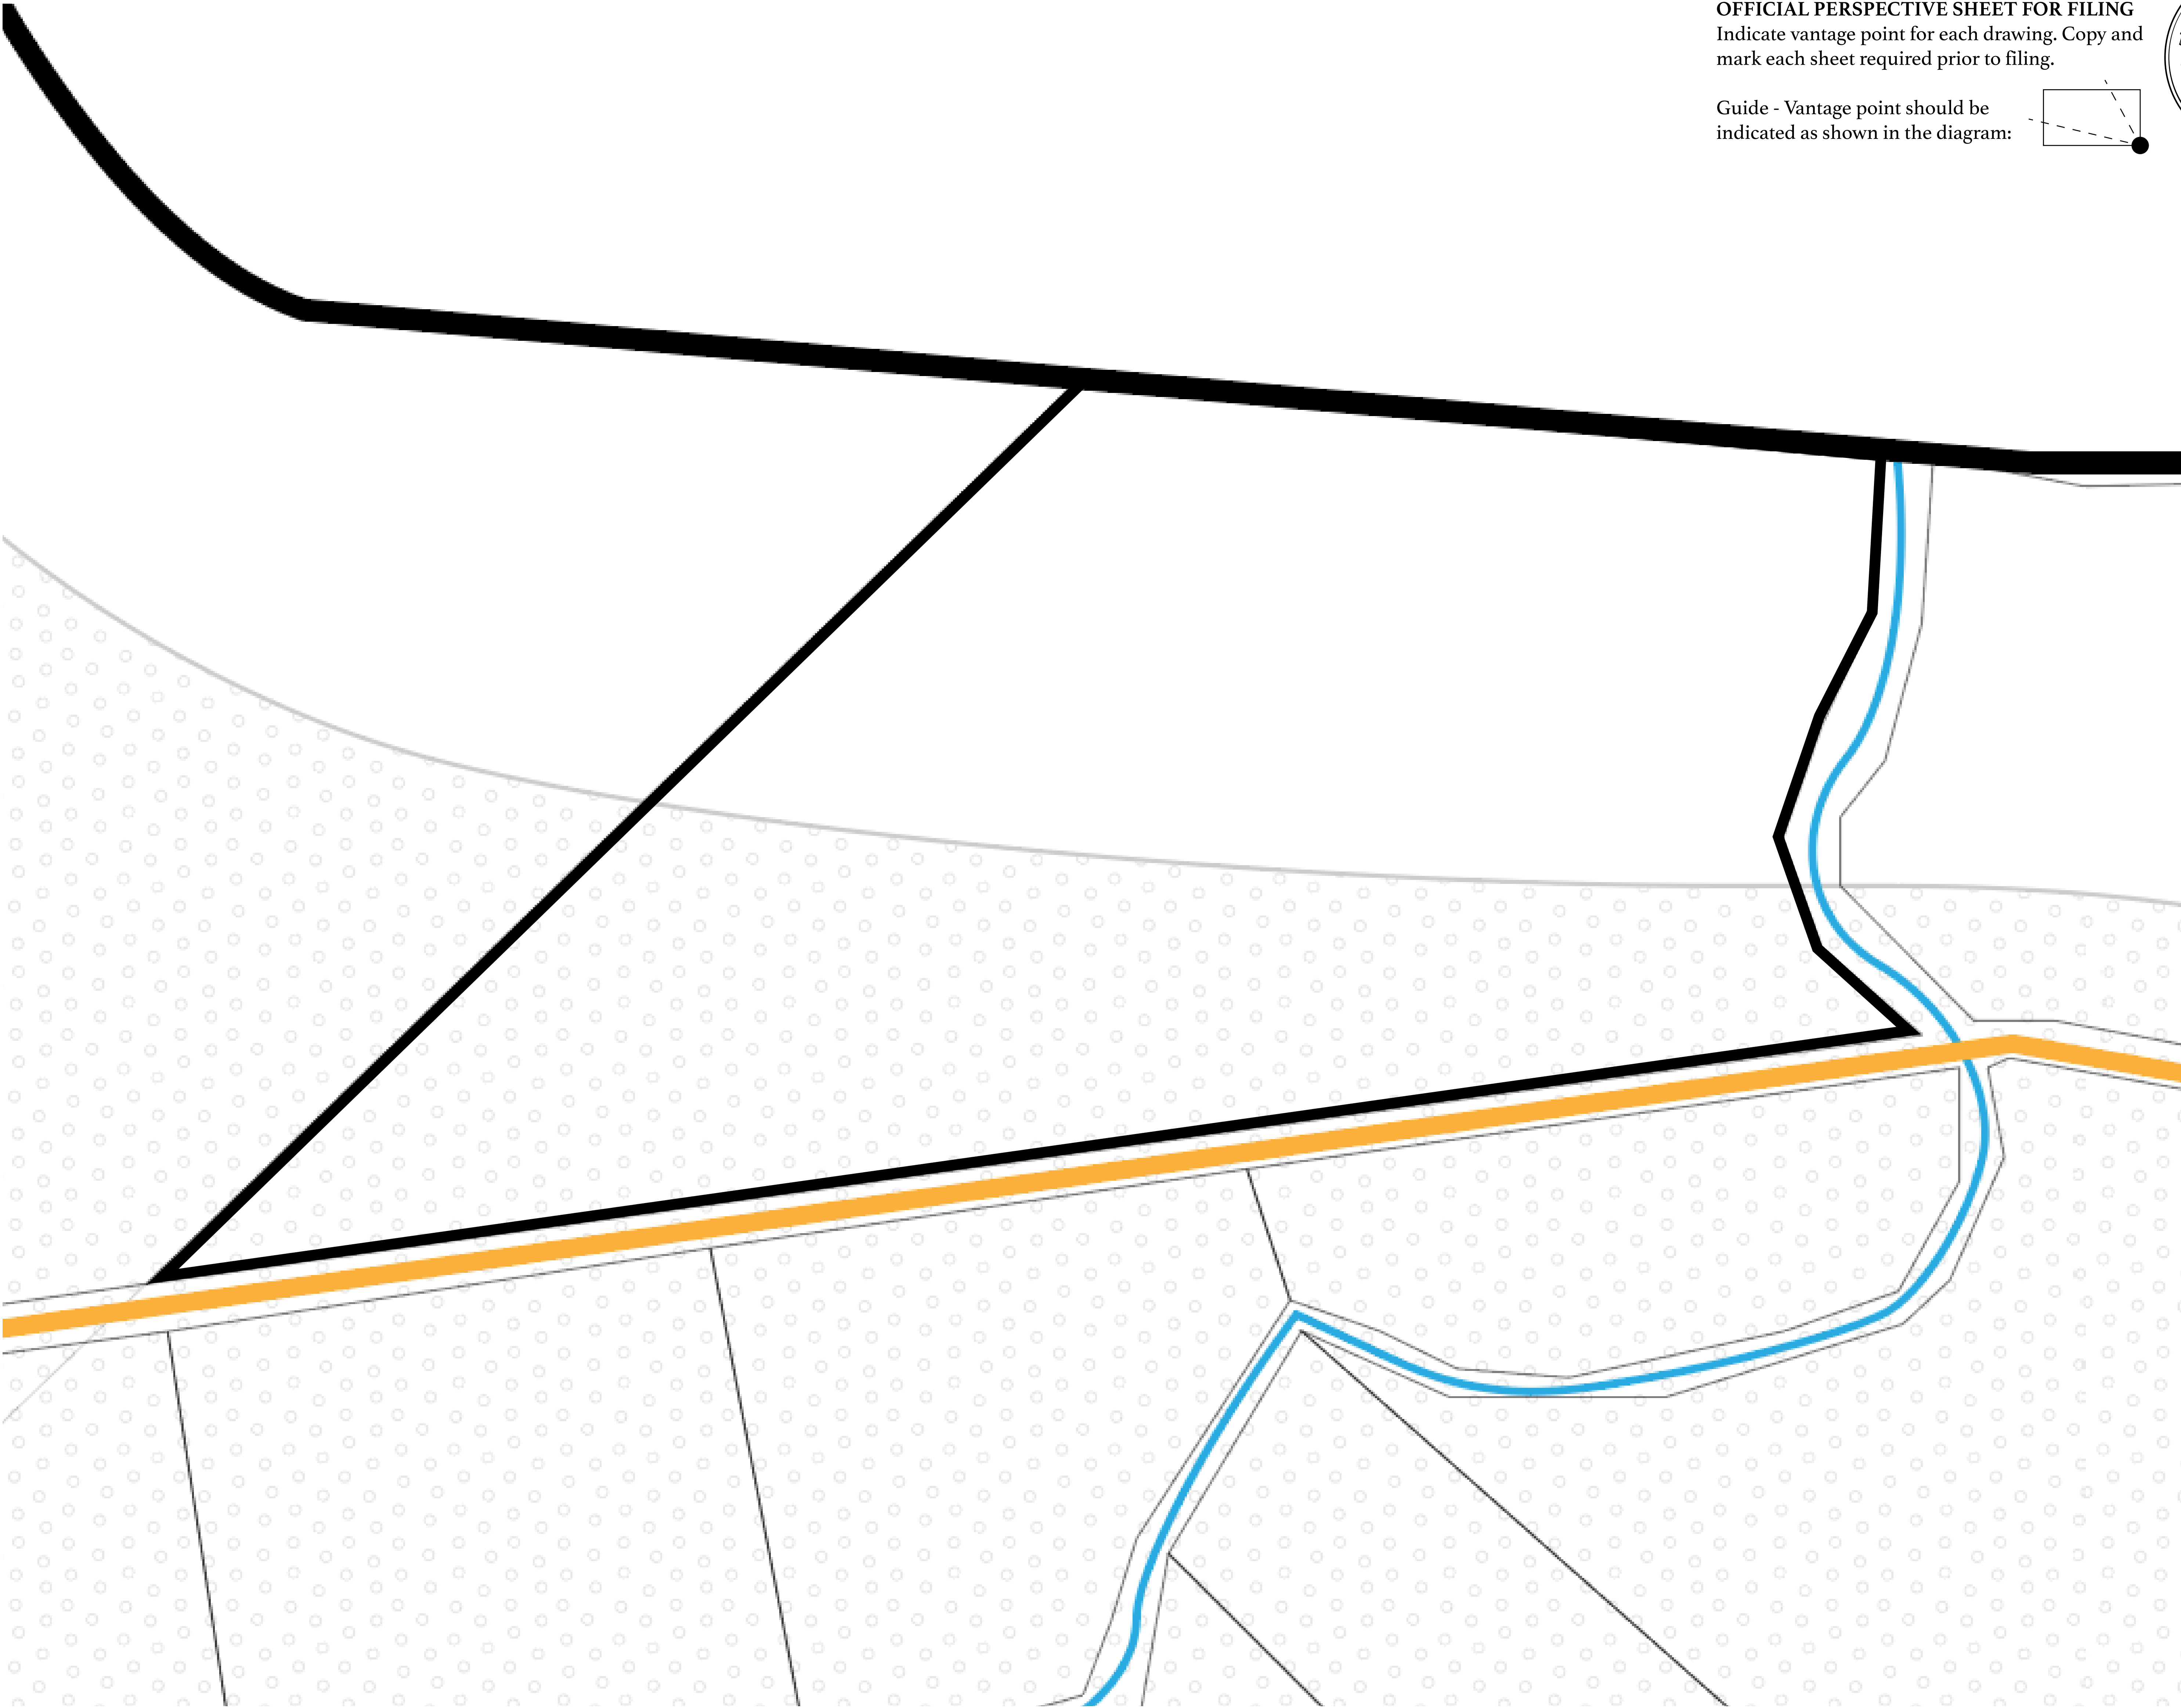 OFFICIAL PERSPECTIVE SHEET FOR FILING
Indicate vantage point for each drawing. Copy and
mark each sheet required prior to filing.
Guide - Vantage point should be
indicated as shown in the diagram: